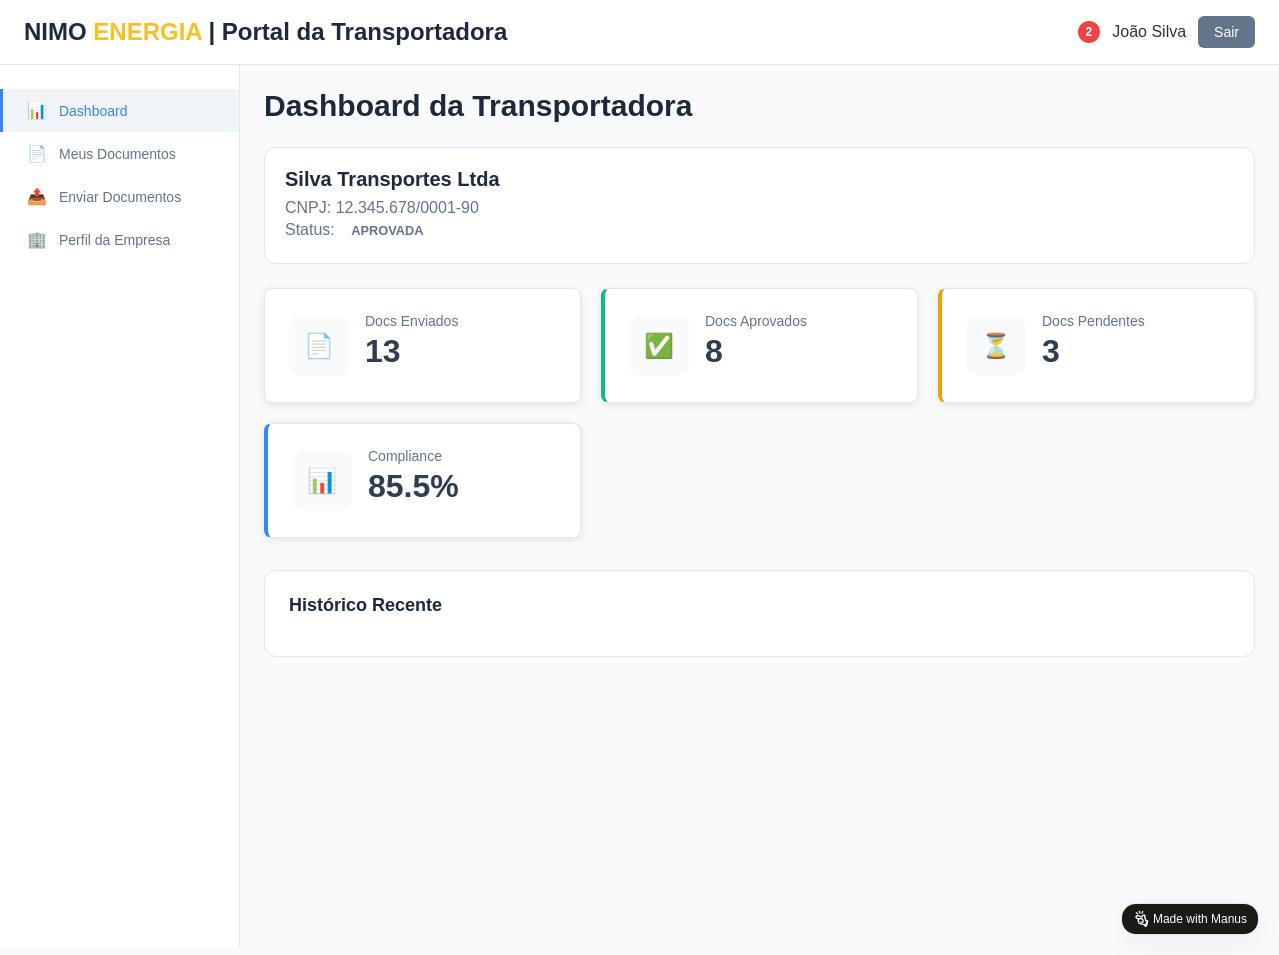 NIMO ENERGIA | Portal da Transportadora
2
João Silva
Sair
Dashboard
Meus Documentos
Enviar Documentos
Perfil da Empresa
Dashboard da Transportadora
Silva Transportes Ltda
CNPJ: 12.345.678/0001-90
Status: APROVADA
Docs Enviados
13
Docs Aprovados
8
Docs Pendentes
3
Compliance
85.5%
Histórico Recente
Made with Manus